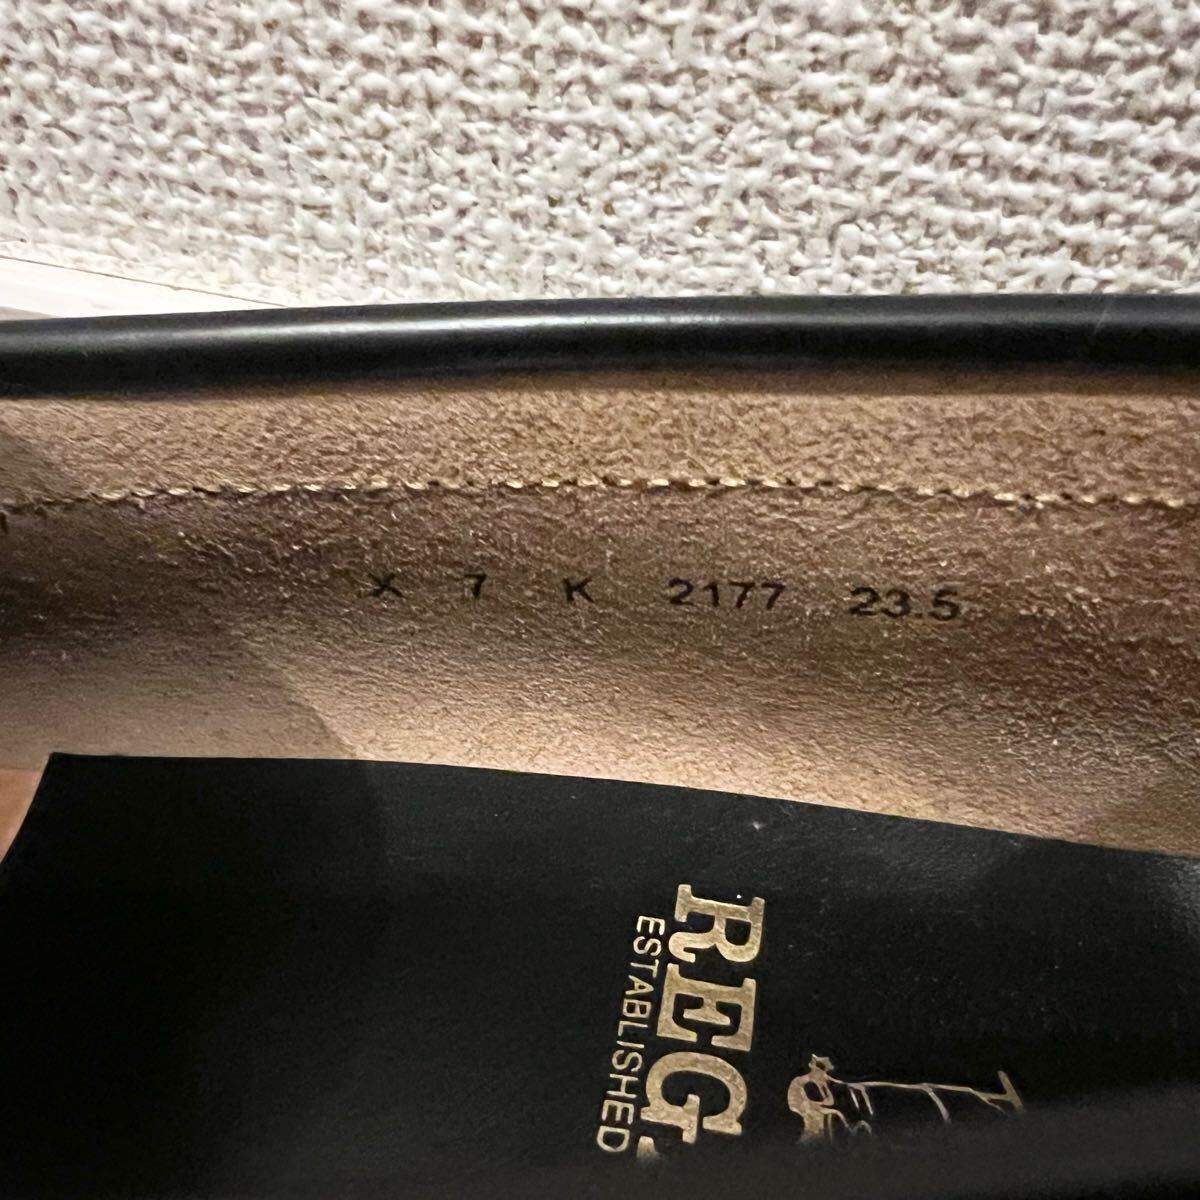 X 7 K 2177 23.5
REG
ESTABLISHED